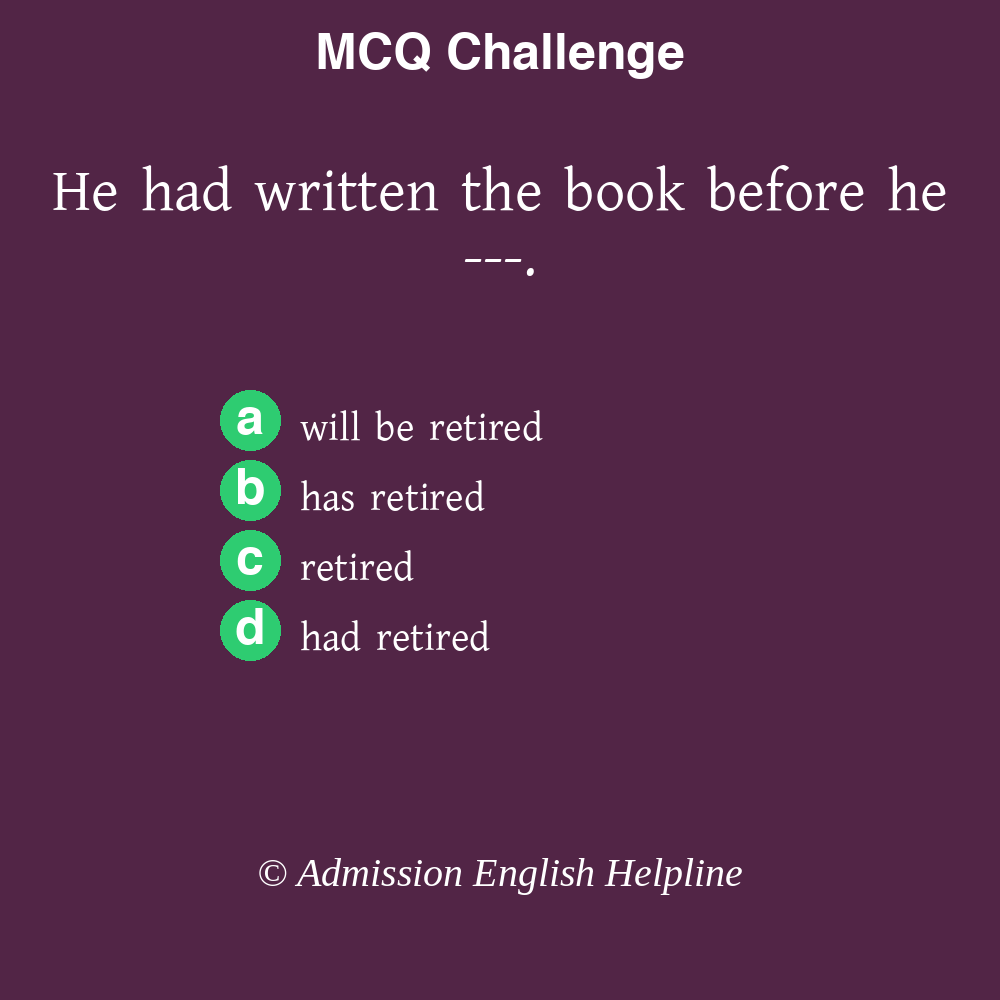 MCQ Challenge
He had written the book before he
---.
a will be retired
b has retired
c retired
d had retired
© Admission English Helpline